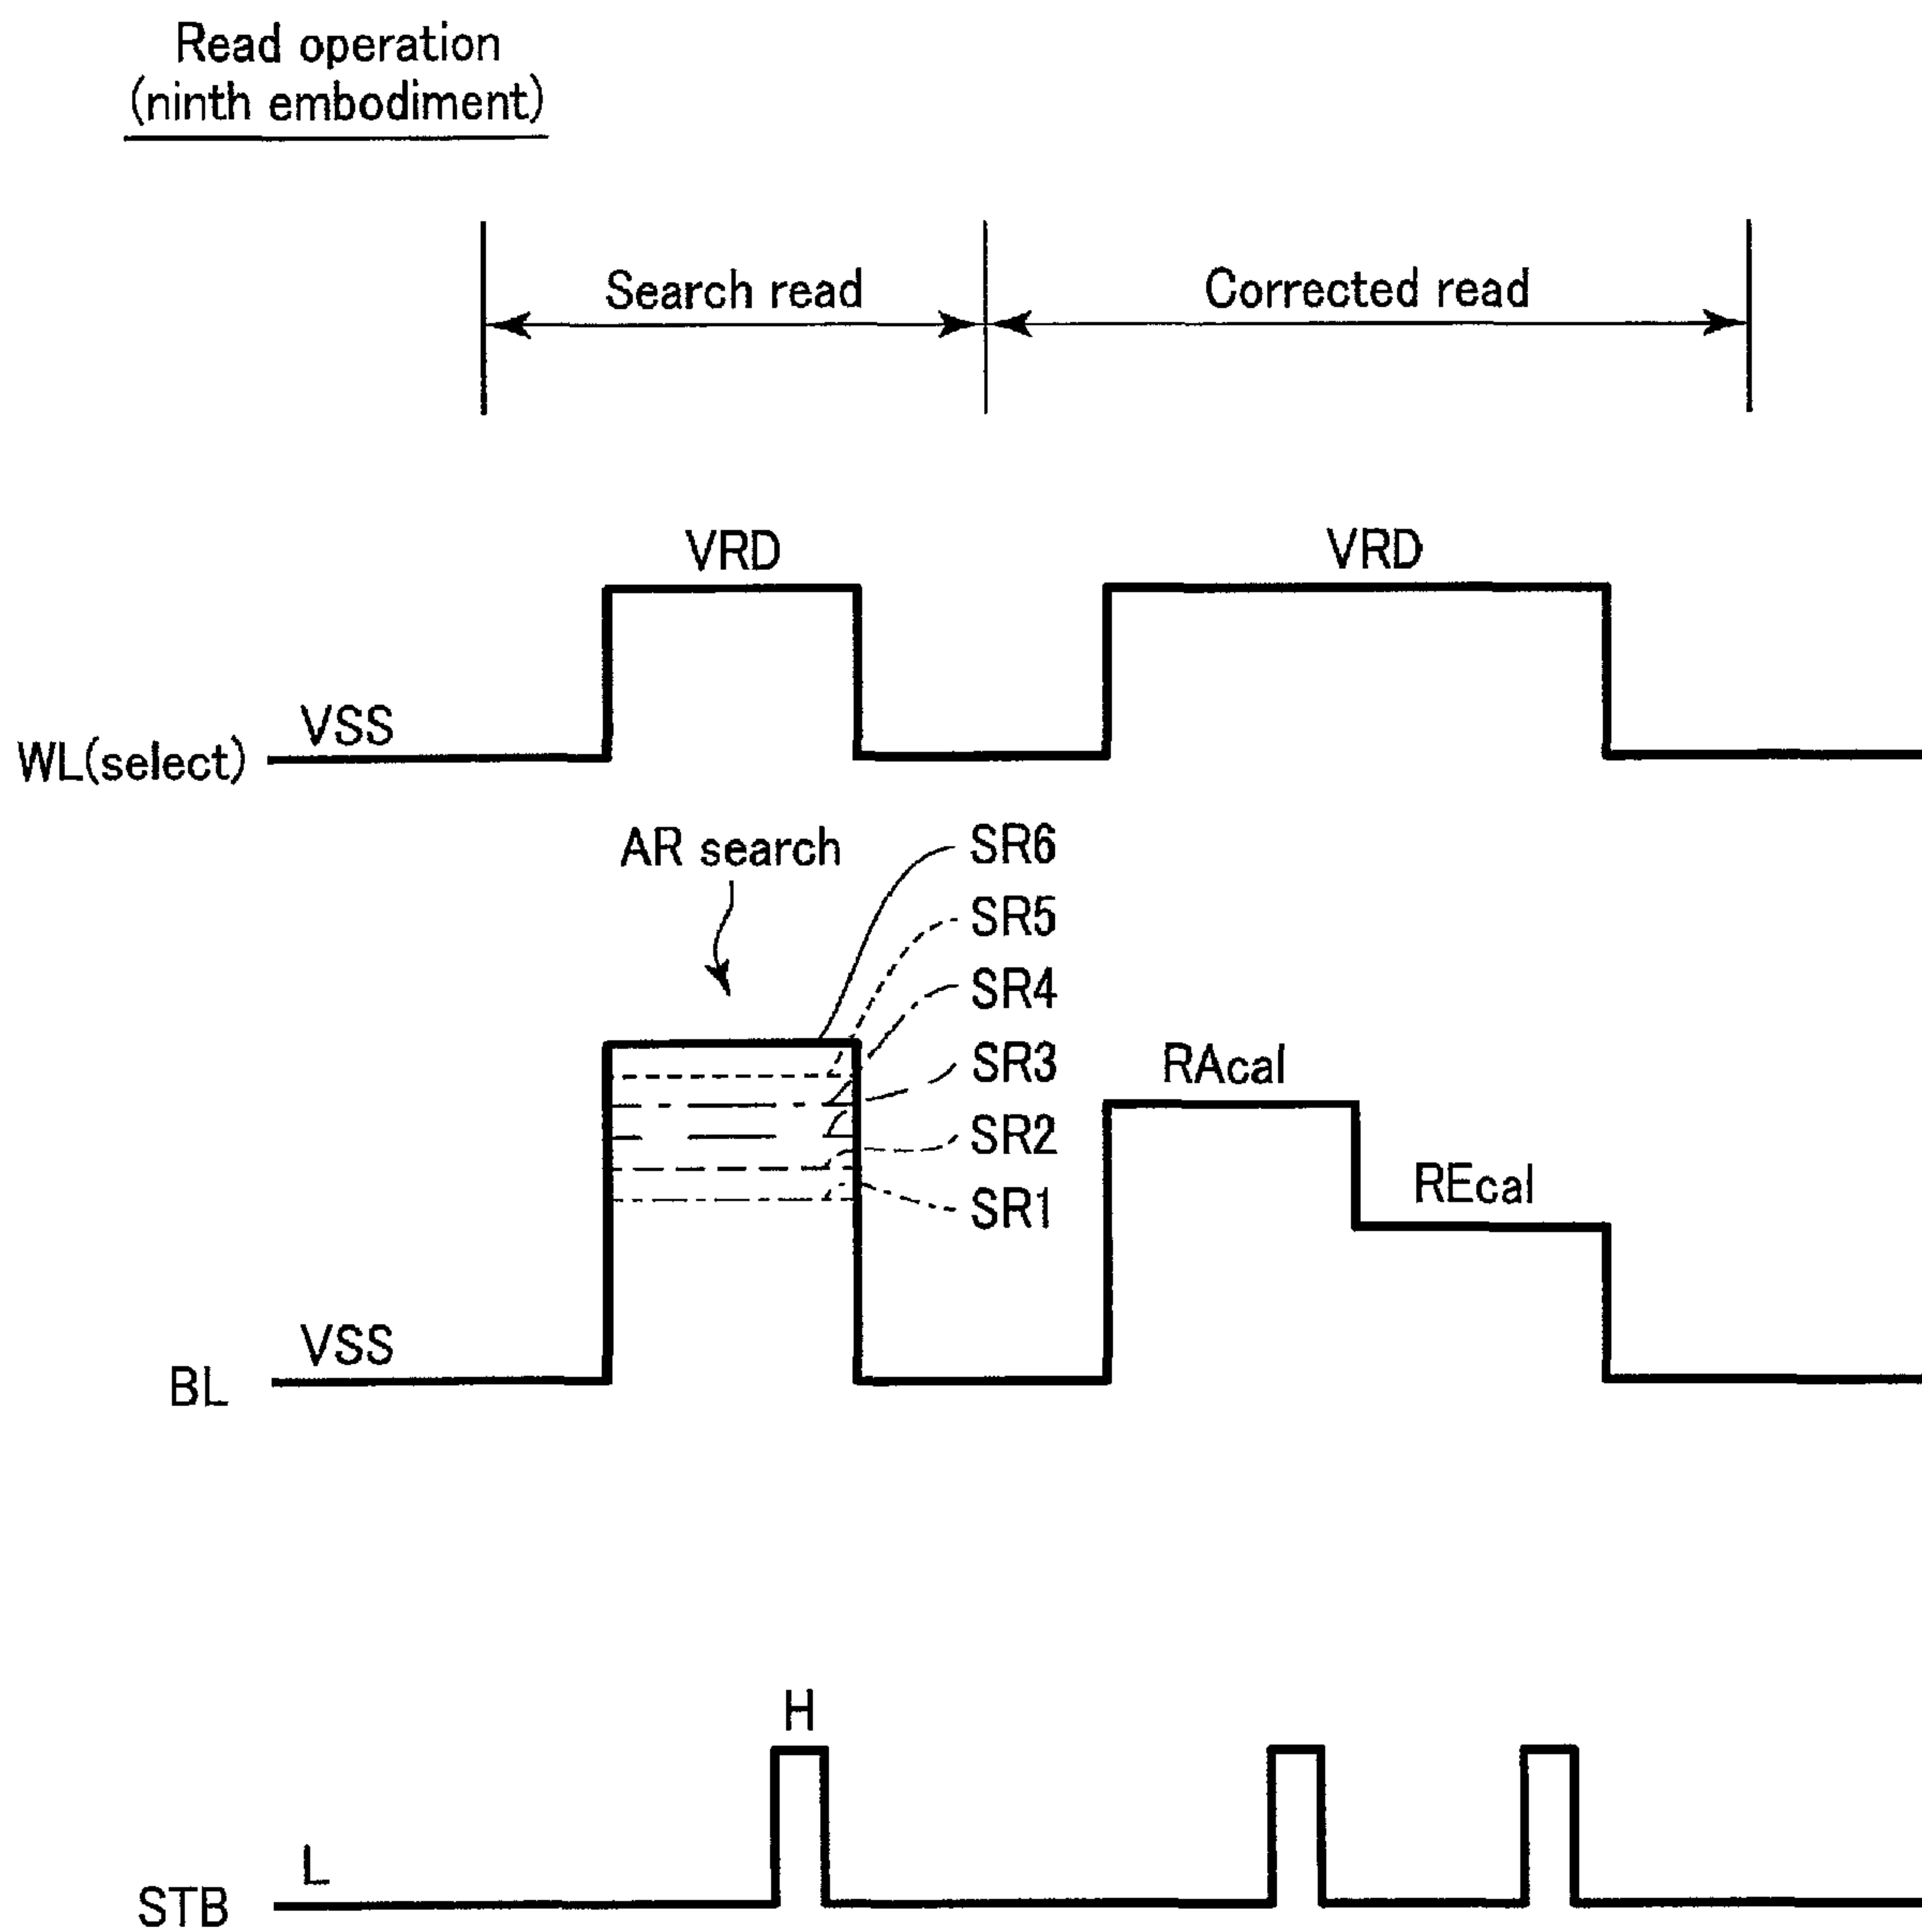 Read operation
(ninth embodiment)
Search read
Corrected read
VRD
VRD
VSS
WL(select)
AR search
SR6
SR5
SR4
SR3
SR2
SR1
RAcal
REcal
VSS
BL
H
L
STB